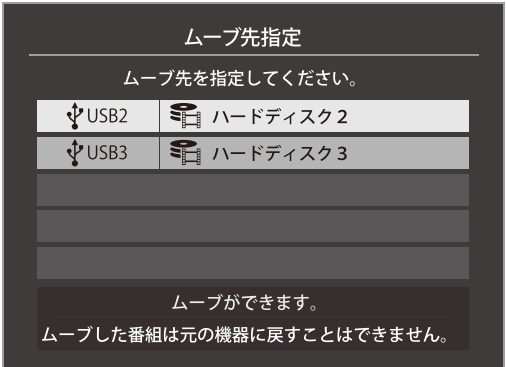 ムーブ先指定
ムーブ先を指定してください。
USB2 ハードディスク2
USB3 ハードディスク3
ムーブができます。
ムーブした番組は元の機器に戻すことはできません。